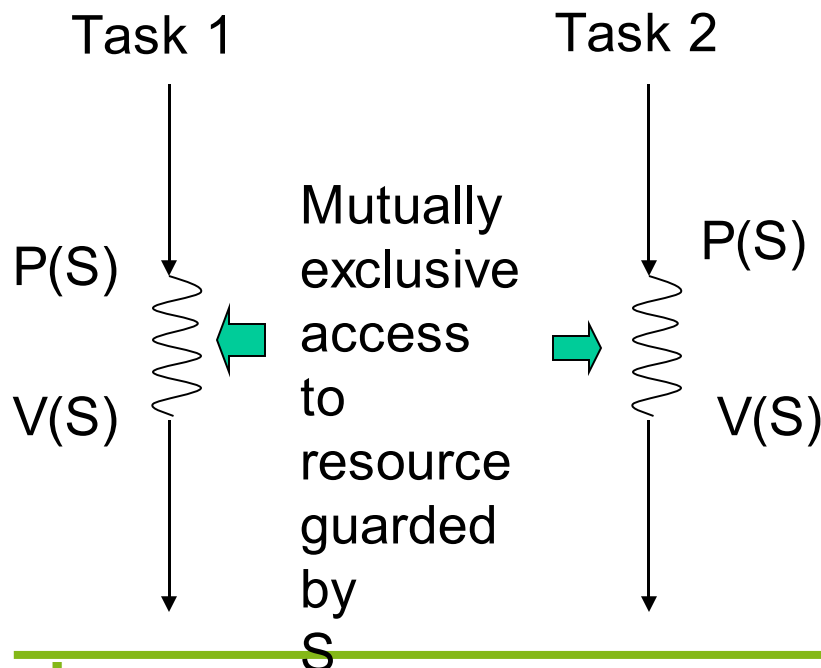 Task 1
Task 2
Mutually
exclusive
access
to
resource
guarded
by
S
P(S)
V(S)
P(S)
V(S)